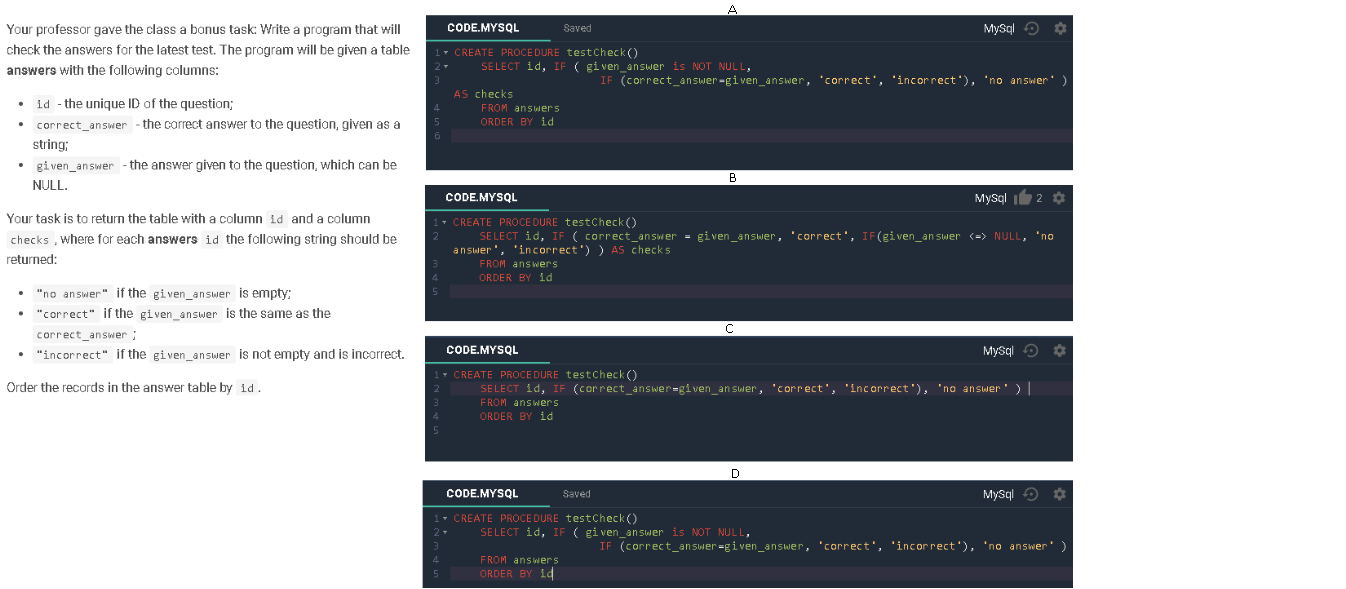 Your professor gave the class a bonus task: Write a program that will
check the answers for the latest test. The program will be given a table
answers with the following columns:
• id - the unique ID of the question;
• correct_answer - the correct answer to the question, given as a
string;
• given_answer - the answer given to the question, which can be
NULL.
Your task is to return the table with a column id and a column
checks , where for each answers id the following string should be
returned:
• "no answer" if the given_answer is empty;
• "correct" if the given_answer is the same as the
correct_answer ;
• "incorrect" if the given_answer is not empty and is incorrect.
Order the records in the answer table by id .
A
CODE.MYSQL Saved MySql
1 CREATE PROCEDURE testCheck()
2 SELECT id, IF ( given_answer is NOT NULL,
3 IF (correct_answer=given_answer, 'correct', 'incorrect'), 'no answer' )
AS checks
4 FROM answers
5 ORDER BY id
6
B
CODE.MYSQL MySql 2
1 CREATE PROCEDURE testCheck()
2 SELECT id, IF ( correct_answer = given_answer, 'correct', IF(given_answer <=> NULL, 'no
answer', 'incorrect') ) AS checks
3 FROM answers
4 ORDER BY id
5
C
CODE.MYSQL MySql
1 CREATE PROCEDURE testCheck()
2 SELECT id, IF (correct_answer=given_answer, 'correct', 'incorrect'), 'no answer' )
3 FROM answers
4 ORDER BY id
5
D
CODE.MYSQL Saved MySql
1 CREATE PROCEDURE testCheck()
2 SELECT id, IF ( given_answer is NOT NULL,
3 IF (correct_answer=given_answer, 'correct', 'incorrect'), 'no answer' )
4 FROM answers
5 ORDER BY id